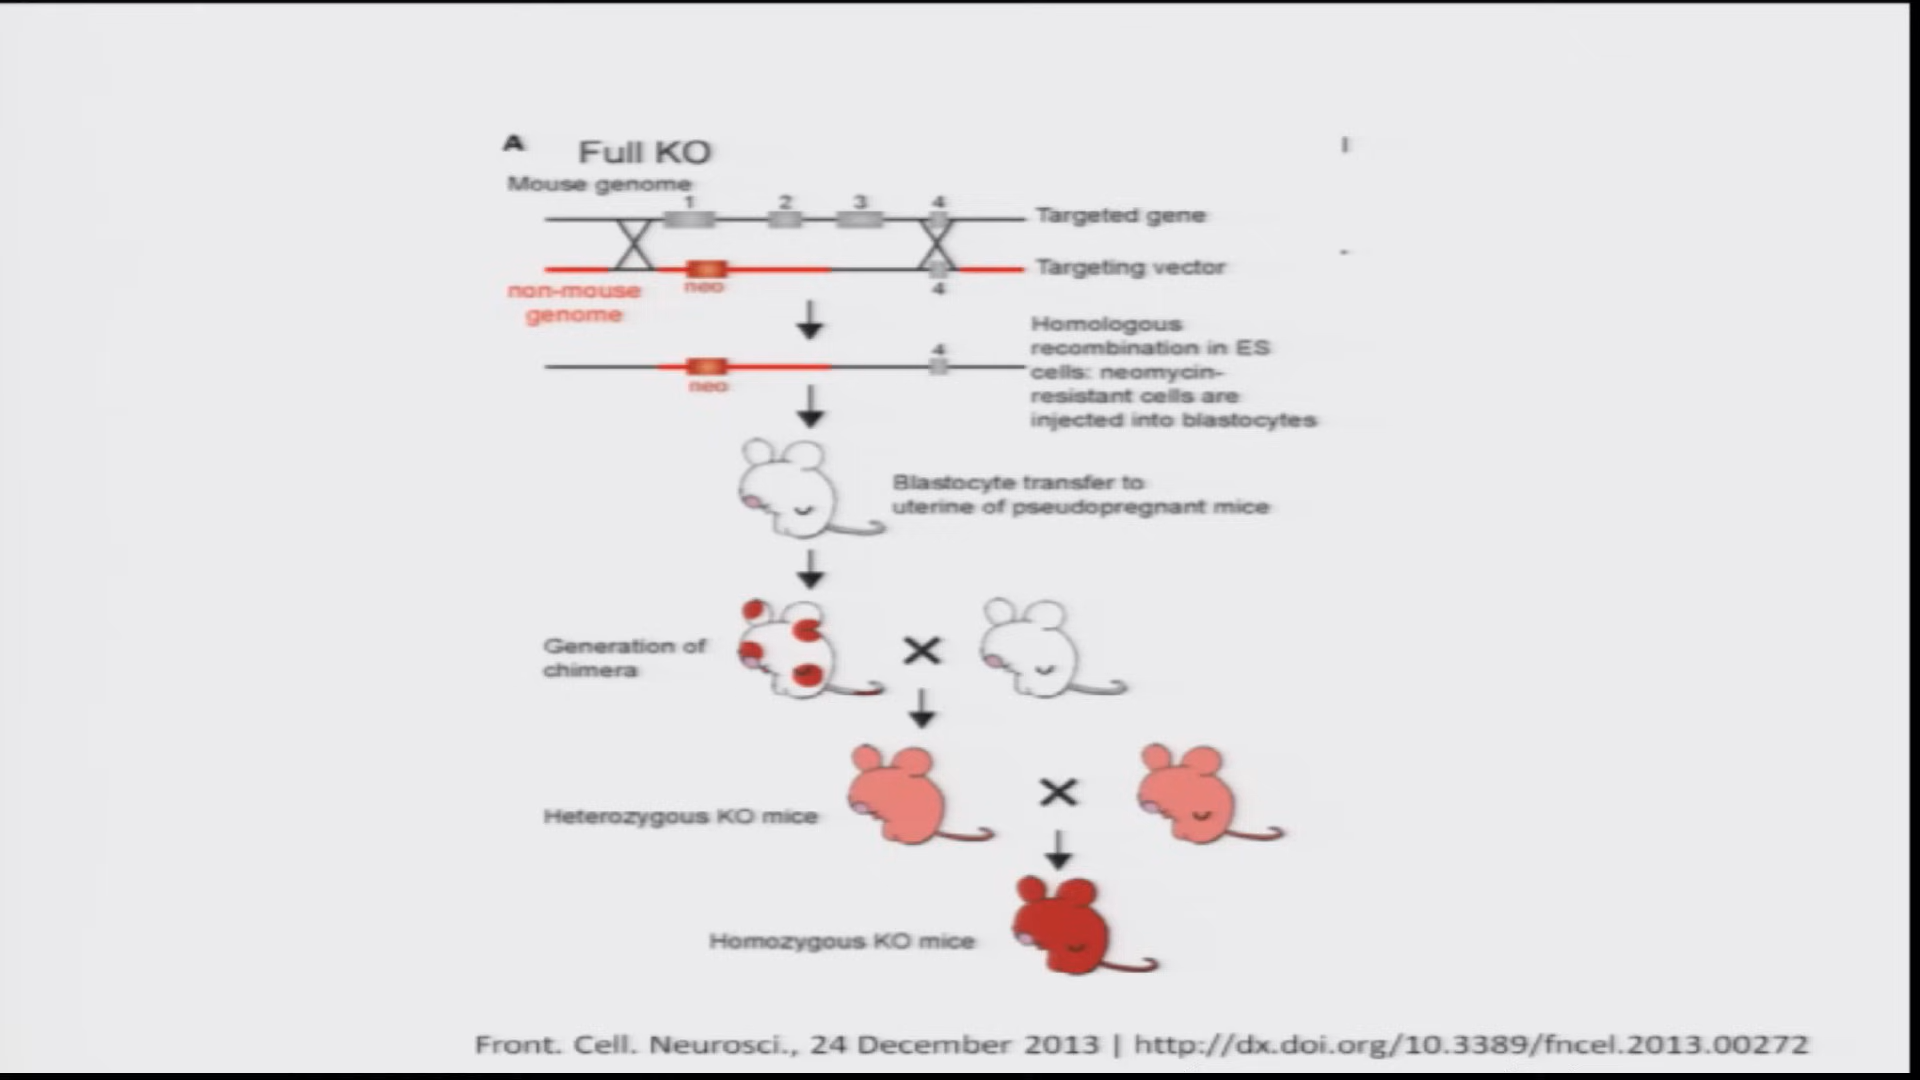 A
Full KO
Mouse genome
1 2 3 4
Targeted gene
Targeting vector
non-mouse
genome
neo
4
Homologous
recombination in ES
cells: neomycin-
resistant cells are
injected into blastocytes
4
neo
Blastocyte transfer to
uterine of pseudopregnant mice
Generation of
chimera
Heterozygous KO mice
Homozygous KO mice
Front. Cell. Neurosci., 24 December 2013 | http://dx.doi.org/10.3389/fncel.2013.00272